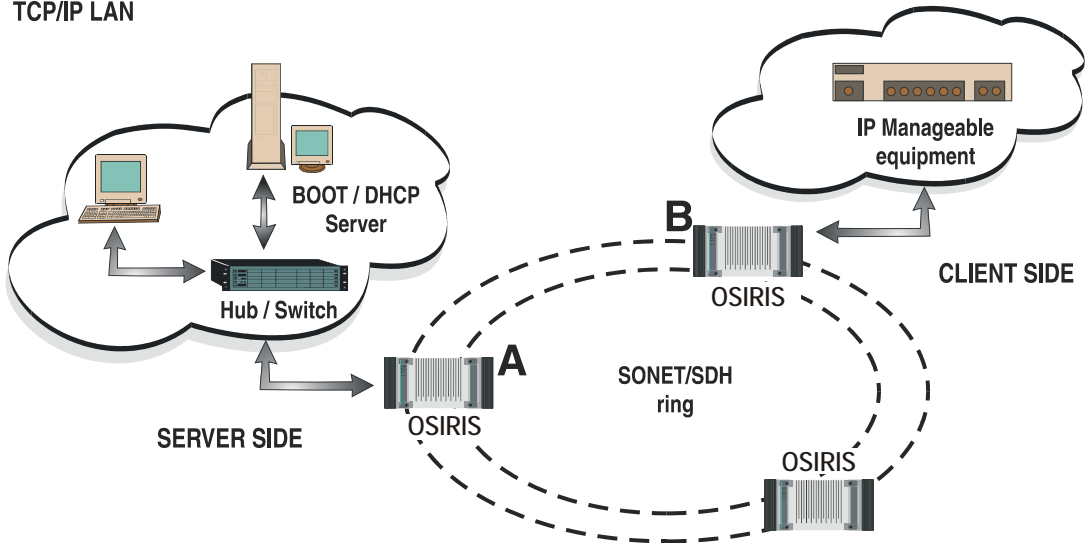 TCP/IP LAN
BOOT / DHCP
Server
Hub / Switch
SERVER SIDE
A
OSIRIS
B
OSIRIS
IP Manageable
equipment
CLIENT SIDE
SONET/SDH
ring
OSIRIS